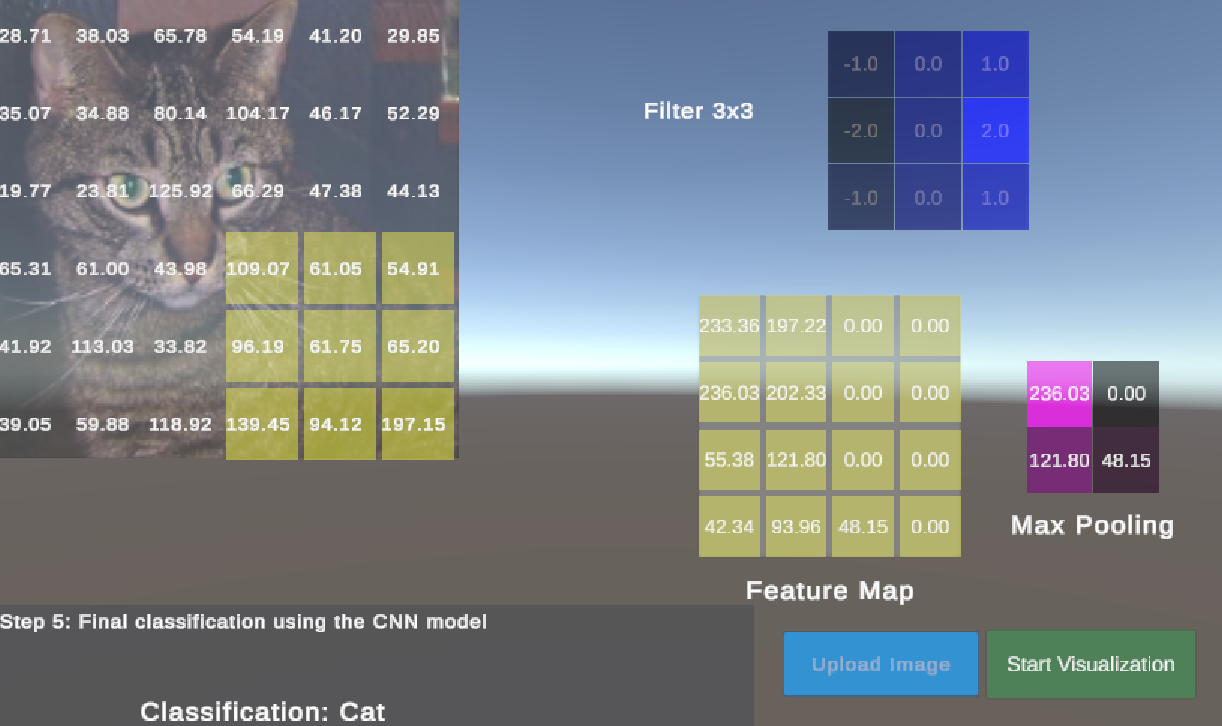 28.71 38.03 65.78 54.19 41.20 29.85
35.07 34.88 80.14 104.17 46.17 52.29
19.77 23.81 125.92 66.29 47.38 44.13
65.31 61.00 43.98 109.07 61.05 54.91
41.92 113.03 33.82 96.19 61.75 65.20
39.05 59.88 118.92 139.45 94.12 197.15
Filter 3x3
-1.0 0.0 1.0
-2.0 0.0 2.0
-1.0 0.0 1.0
233.36 197.22 0.00 0.00
236.03 202.33 0.00 0.00
55.38 121.80 0.00 0.00
42.34 93.96 48.15 0.00
Feature Map
236.03 0.00
121.80 48.15
Max Pooling
Step 5: Final classification using the CNN model
Classification: Cat
Upload Image
Start Visualization